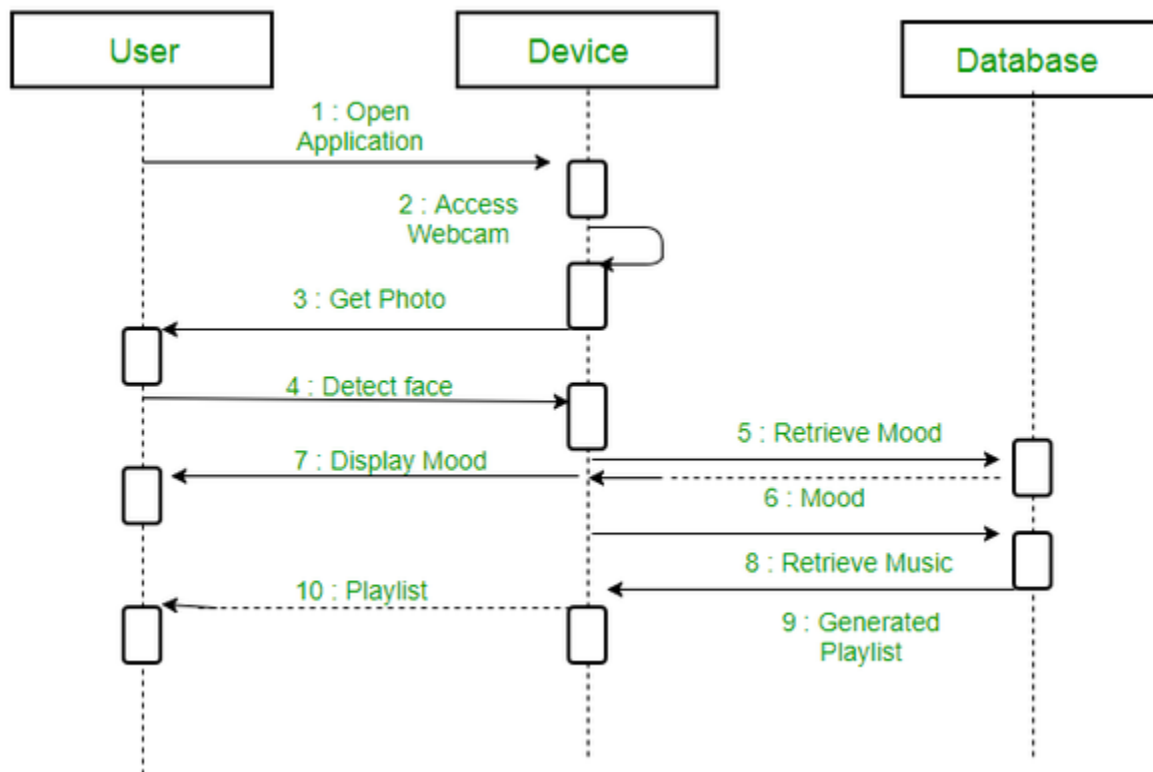 User
Device
Database
1 : Open
Application
2 : Access
Webcam
3 : Get Photo
4 : Detect face
5 : Retrieve Mood
7 : Display Mood
6 : Mood
8 : Retrieve Music
10 : Playlist
9 : Generated
Playlist